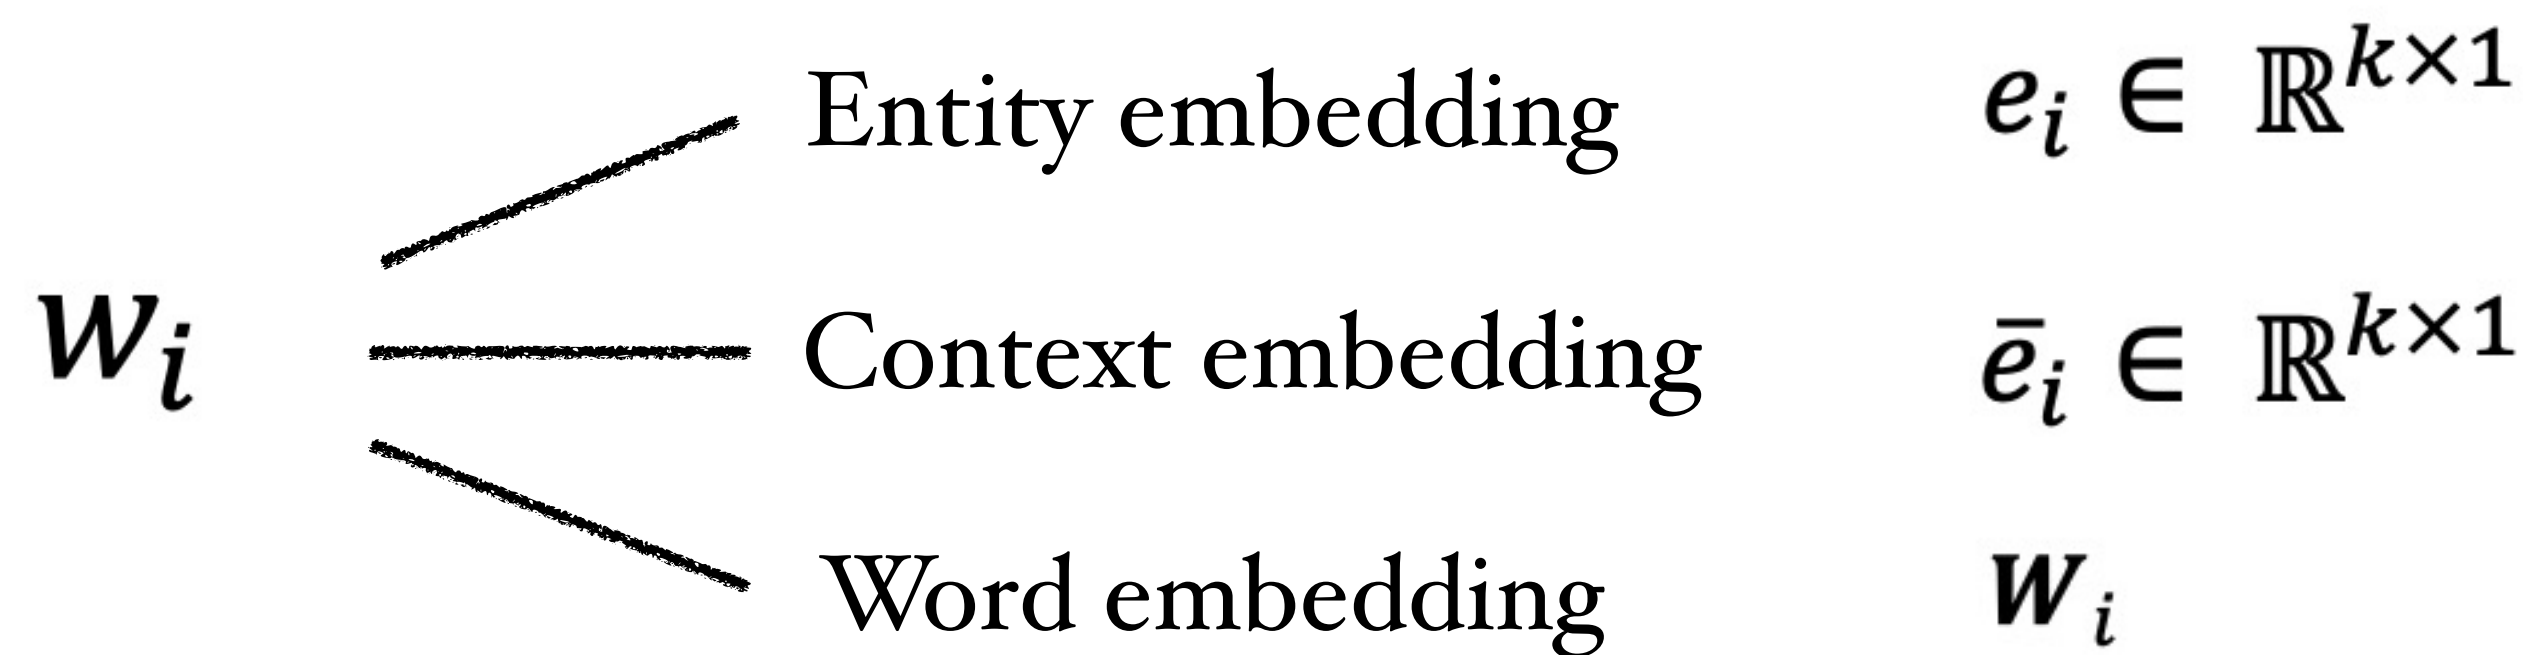 Entity embedding e_i ∈ ℝ^{k×1}
w_i Context embedding ē_i ∈ ℝ^{k×1}
Word embedding w_i